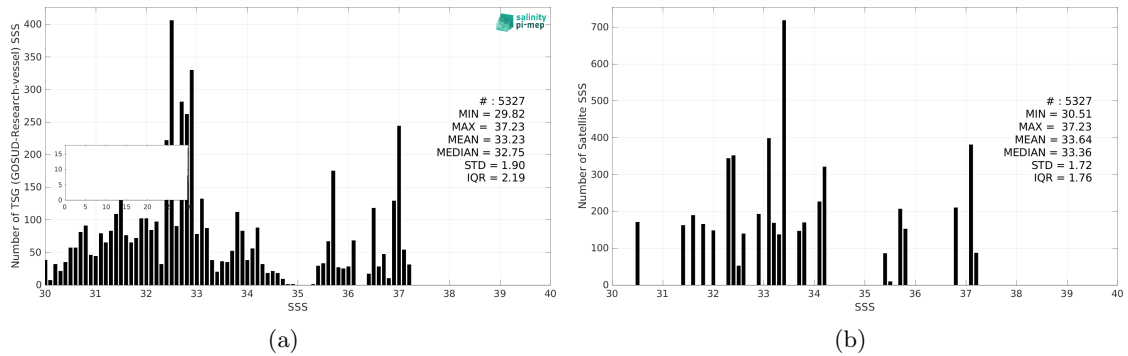 salinity
pi-mep
Number of TSG (GOSUD-Research-vessel) SSS
400
350
300
250
200
150
100
50
0
# : 5327
MIN = 29.82
MAX = 37.23
MEAN = 33.23
MEDIAN = 32.75
STD = 1.90
IQR = 2.19
15
10
5
0
0 5 10 15 20
30 31 32 33 34 35 36 37 38 39 40
SSS
(a)
Number of Satellite SSS
700
600
500
400
300
200
100
0
# : 5327
MIN = 30.51
MAX = 37.23
MEAN = 33.64
MEDIAN = 33.36
STD = 1.72
IQR = 1.76
30 31 32 33 34 35 36 37 38 39 40
SSS
(b)